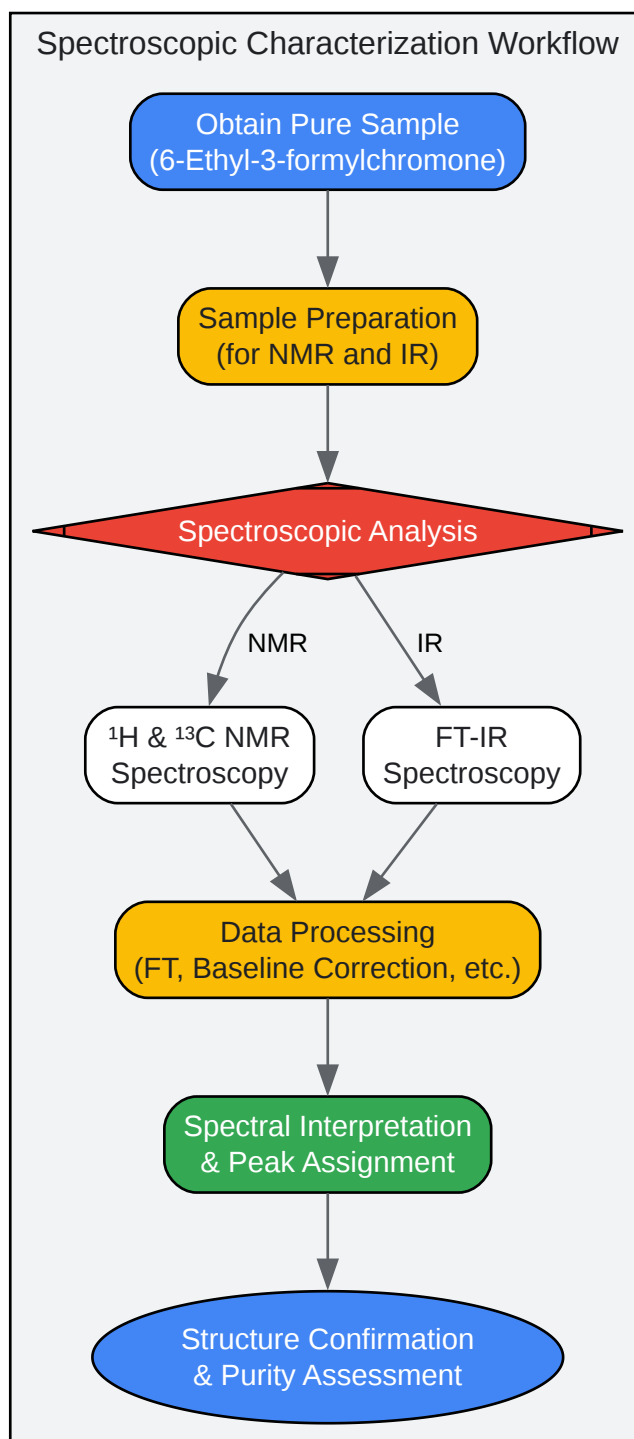 Spectroscopic Characterization Workflow
Obtain Pure Sample
(6-Ethyl-3-formylchromone)
Sample Preparation
(for NMR and IR)
Spectroscopic Analysis
NMR
IR
¹H & ¹³C NMR
Spectroscopy
FT-IR
Spectroscopy
Data Processing
(FT, Baseline Correction, etc.)
Spectral Interpretation
& Peak Assignment
Structure Confirmation
& Purity Assessment